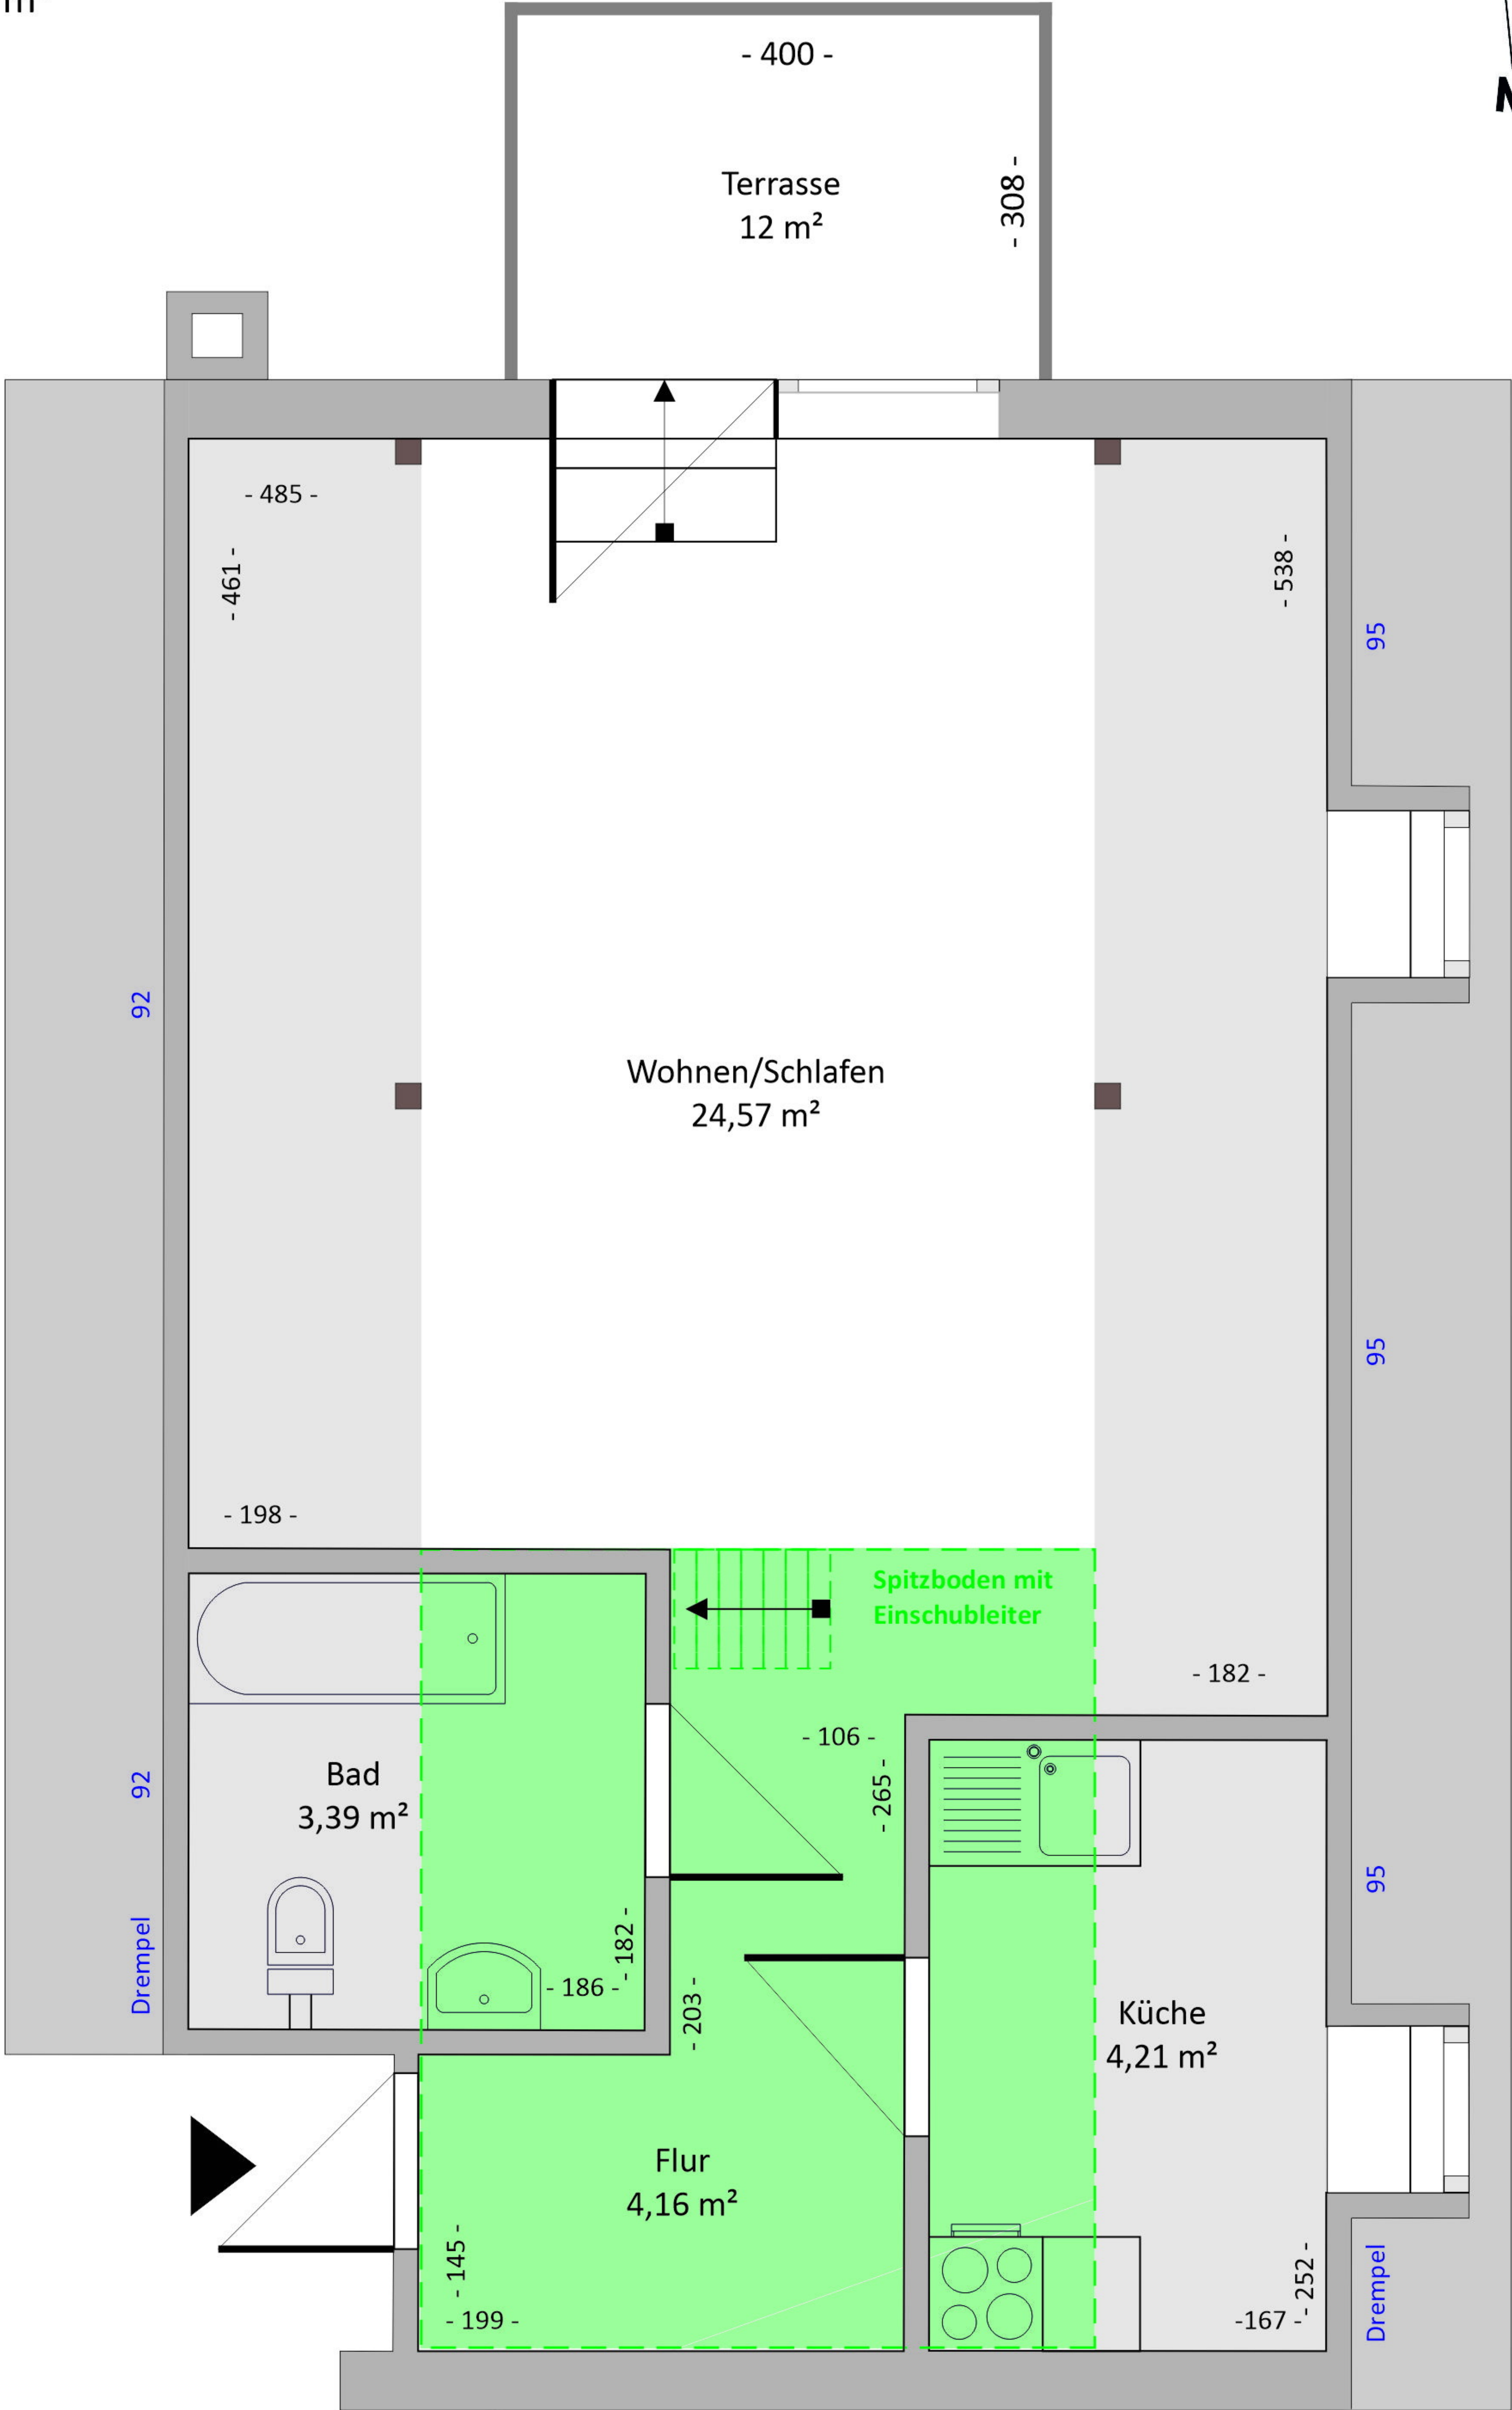 m²
- 400 -
Terrasse
12 m²
- 308 -
- 485 -
- 461 -
- 538 -
95
92
Wohnen/Schlafen
24,57 m²
95
- 198 -
Spitzboden mit
Einschubleiter
- 182 -
- 106 -
- 265 -
Bad
3,39 m²
92
95
Drempel
- 182 -
- 186 -
- 203 -
Küche
4,21 m²
Flur
4,16 m²
- 145 -
- 199 -
- 252 -
-167 -
Drempel